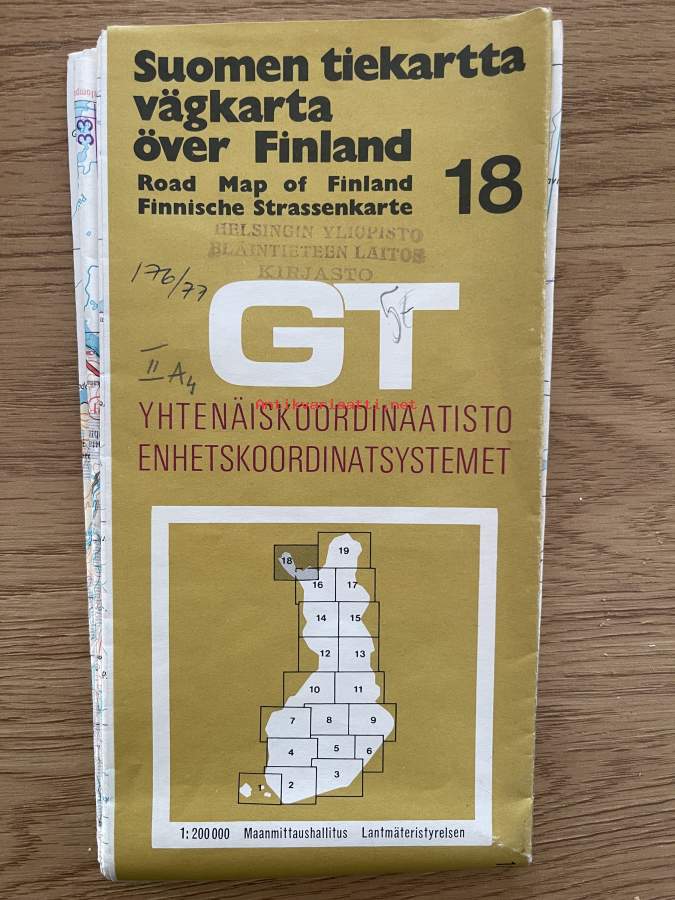 Suomen tiekartta
vägkarta
över Finland
Road Map of Finland
Finnische Strassenkarte
18
HELSINGIN YLIOPISTO
ELÄINTIETEEN LAITOS
KIRJASTO
176/77
GT
II A4
Antikvariaatti.net
YHTENÄISKOORDINAATISTO
ENHETSKOORDINATSYSTEMET
18 19
16 17
14 15
12 13
10 11
7 8 9
4 5 6
1 2 3
1:200 000 Maanmittaushallitus Lantmäteristyrelsen
33